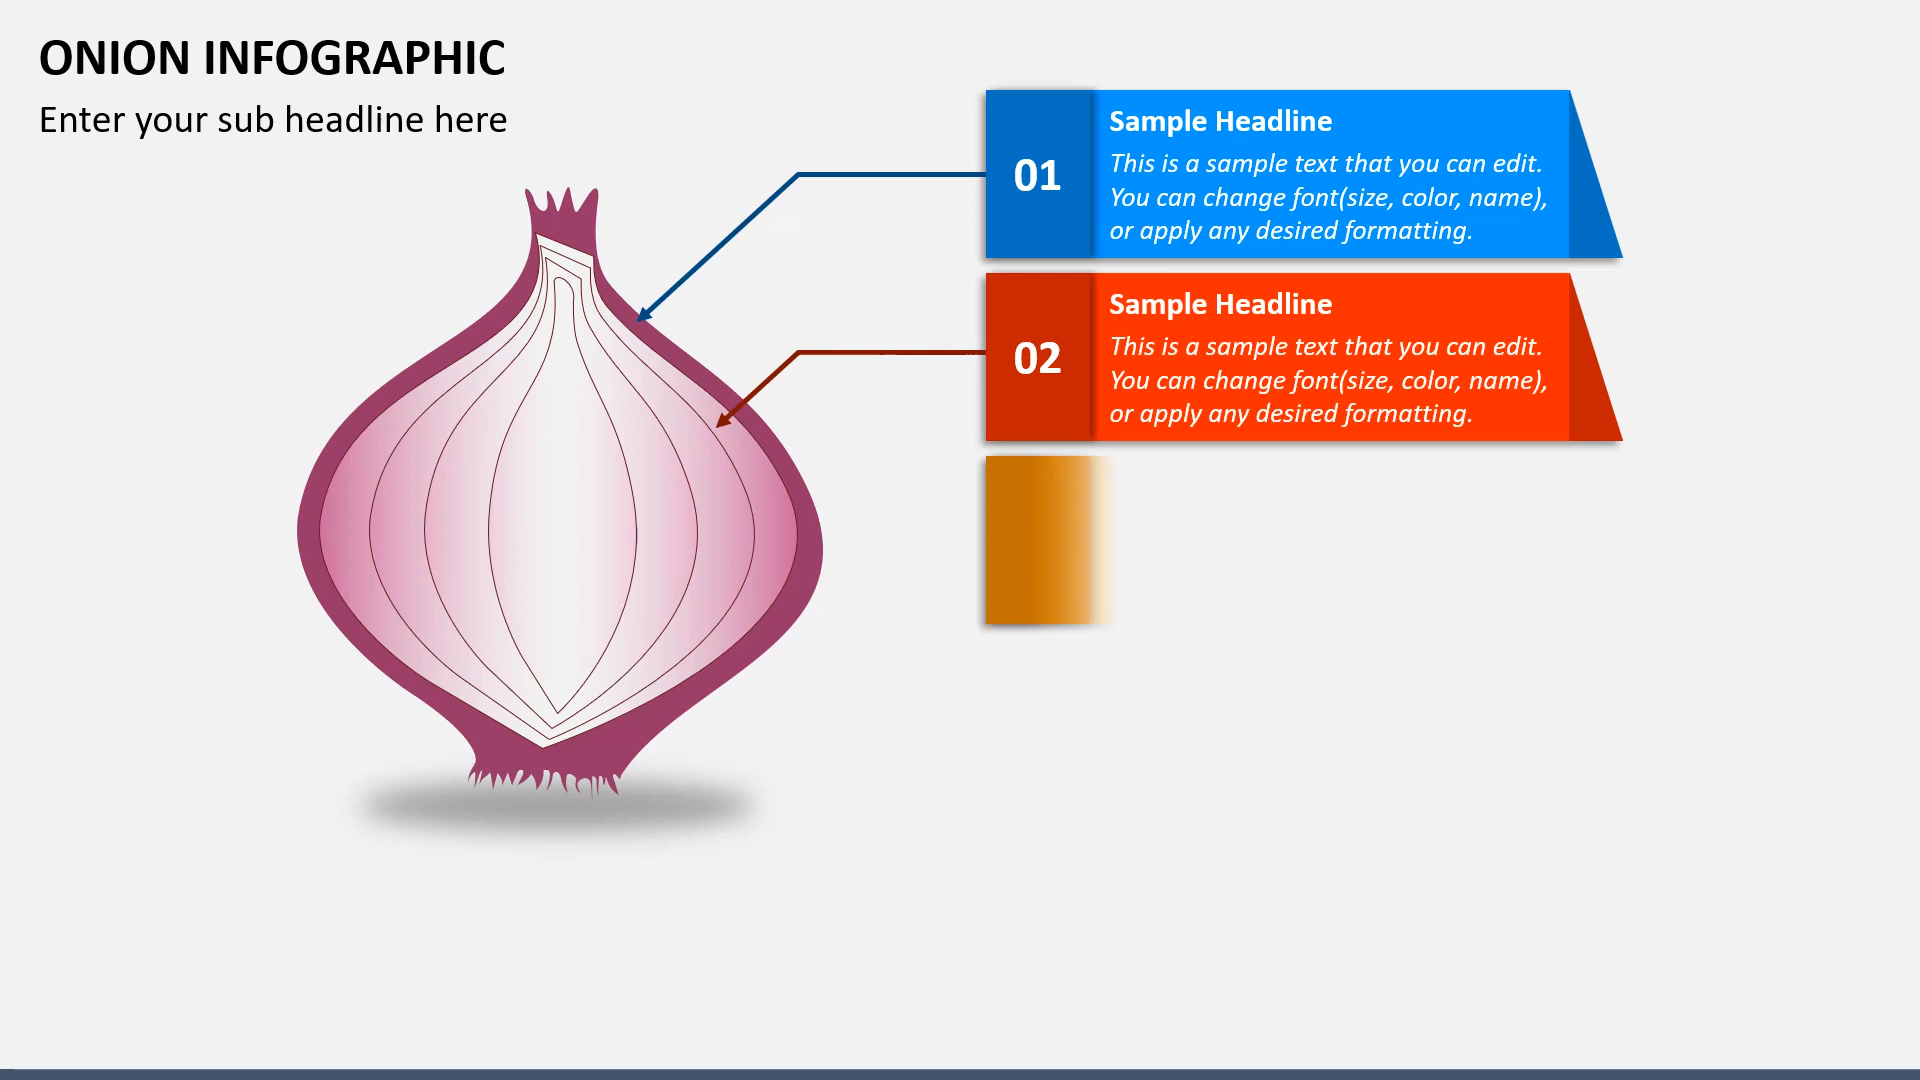 ONION INFOGRAPHIC
Enter your sub headline here
01
Sample Headline
This is a sample text that you can edit.
You can change font(size, color, name),
or apply any desired formatting.
02
Sample Headline
This is a sample text that you can edit.
You can change font(size, color, name),
or apply any desired formatting.